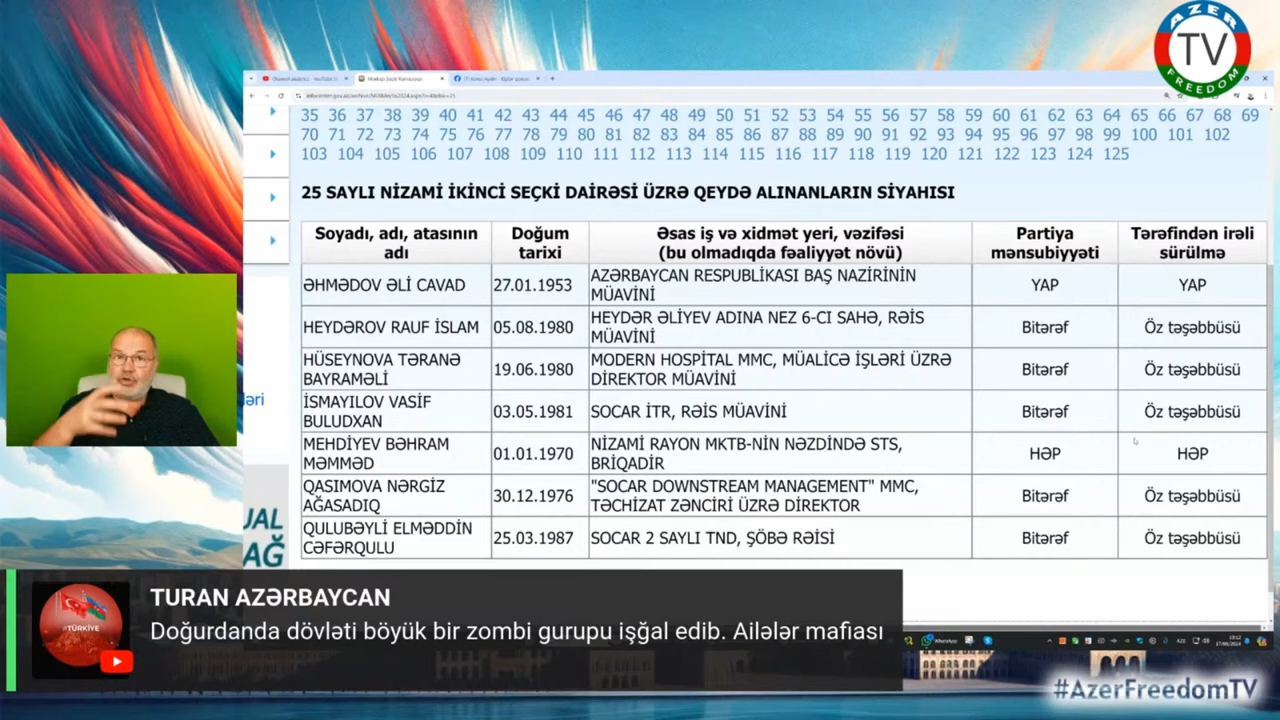 AZER
TV
FREEDOM
35 36 37 38 39 40 41 42 43 44 45 46 47 48 49 50 51 52 53 54 55 56 57 58 59 60 61 62 63 64 65 66 67 68 69
70 71 72 73 74 75 76 77 78 79 80 81 82 83 84 85 86 87 88 89 90 91 92 93 94 95 96 97 98 99 100 101 102
103 104 105 106 107 108 109 110 111 112 113 114 115 116 117 118 119 120 121 122 123 124 125
25 SAYLI NİZAMİ İKİNCİ SEÇKİ DAİRƏSİ ÜZRƏ QEYDƏ ALINANLARIN SİYAHISI
Soyadı, adı, atasının adı
Doğum tarixi
Əsas iş və xidmət yeri, vəzifəsi (bu olmadıqda fəaliyyət növü)
Partiya mənsubiyyəti
Tərəfindən irəli sürülmə
ƏHMƏDOV ƏLİ CAVAD 27.01.1953 AZƏRBAYCAN RESPUBLİKASI BAŞ NAZİRİNİN MÜAVİNİ YAP YAP
HEYDƏROV RAUF İSLAM 05.08.1980 HEYDƏR ƏLİYEV ADINA NEZ 6-CI SAHƏ, RƏİS MÜAVİNİ Bitərəf Öz təşəbbüsü
HÜSEYNOVA TƏRANƏ BAYRAMƏLİ 19.06.1980 MODERN HOSPİTAL MMC, MÜALİCƏ İŞLƏRİ ÜZRƏ DİREKTOR MÜAVİNİ Bitərəf Öz təşəbbüsü
İSMAYILOV VASİF BULUDXAN 03.05.1981 SOCAR İTR, RƏİS MÜAVİNİ Bitərəf Öz təşəbbüsü
MEHDİYEV BƏHRAM MƏMMƏD 01.01.1970 NİZAMİ RAYON MKTB-NİN NƏZDİNDƏ STS, BRİQADİR HƏP HƏP
QASIMOVA NƏRGİZ AĞASADIQ 30.12.1976 "SOCAR DOWNSTREAM MANAGEMENT" MMC, TƏCHİZAT ZƏNCİRİ ÜZRƏ DİREKTOR Bitərəf Öz təşəbbüsü
QULUBƏYLİ ELMƏDDİN CƏFƏRQULU 25.03.1987 SOCAR 2 SAYLI TND, ŞÖBƏ RƏİSİ Bitərəf Öz təşəbbüsü
#TÜRKİYE
TURAN AZƏRBAYCAN
Doğurdanda dövləti böyük bir zombi gurupu işğal edib. Ailələr mafiası
WhatsApp
19:12
17/08/2024
#AzerFreedomTV